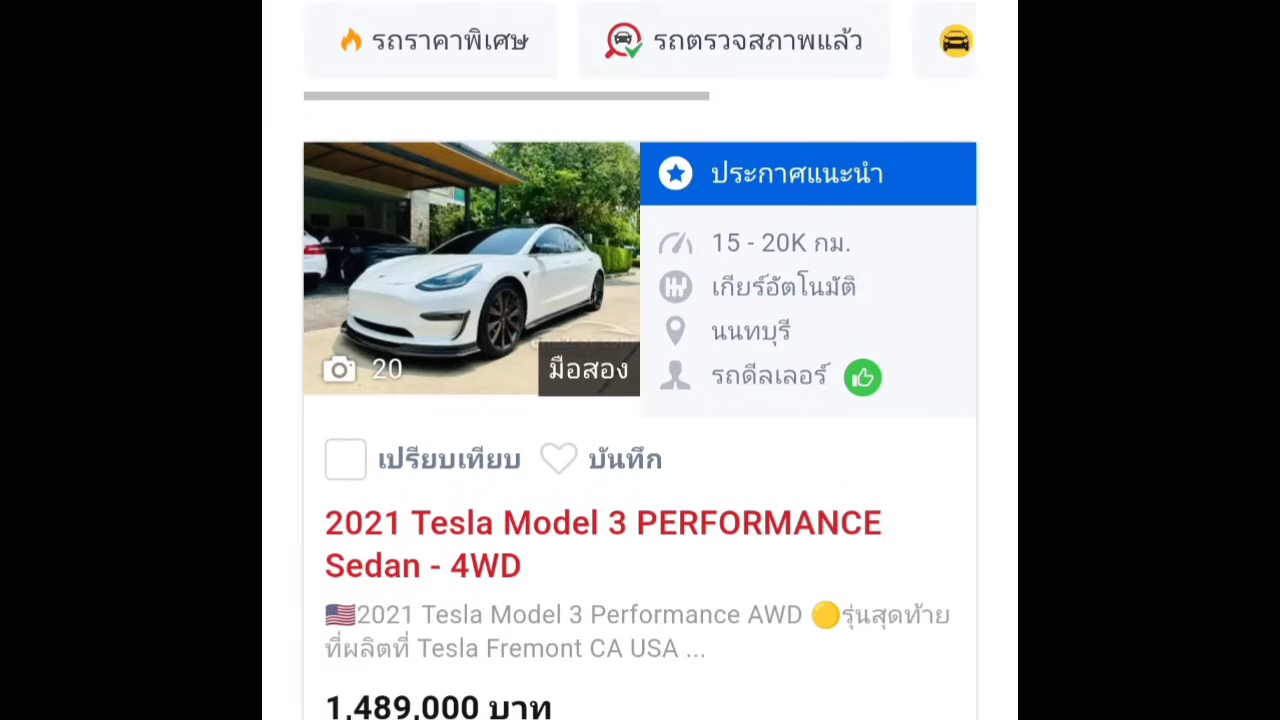 รถราคาพิเศษ
รถตรวจสภาพแล้ว
ประกาศแนะนำ
15 - 20K กม.
เกียร์อัตโนมัติ
นนทบุรี
รถดีลเลอร์
20
มือสอง
เปรียบเทียบ
บันทึก
2021 Tesla Model 3 PERFORMANCE
Sedan - 4WD
🇺🇸2021 Tesla Model 3 Performance AWD 🟡รุ่นสุดท้าย
ที่ผลิตที่ Tesla Fremont CA USA ...
1,489,000 บาท